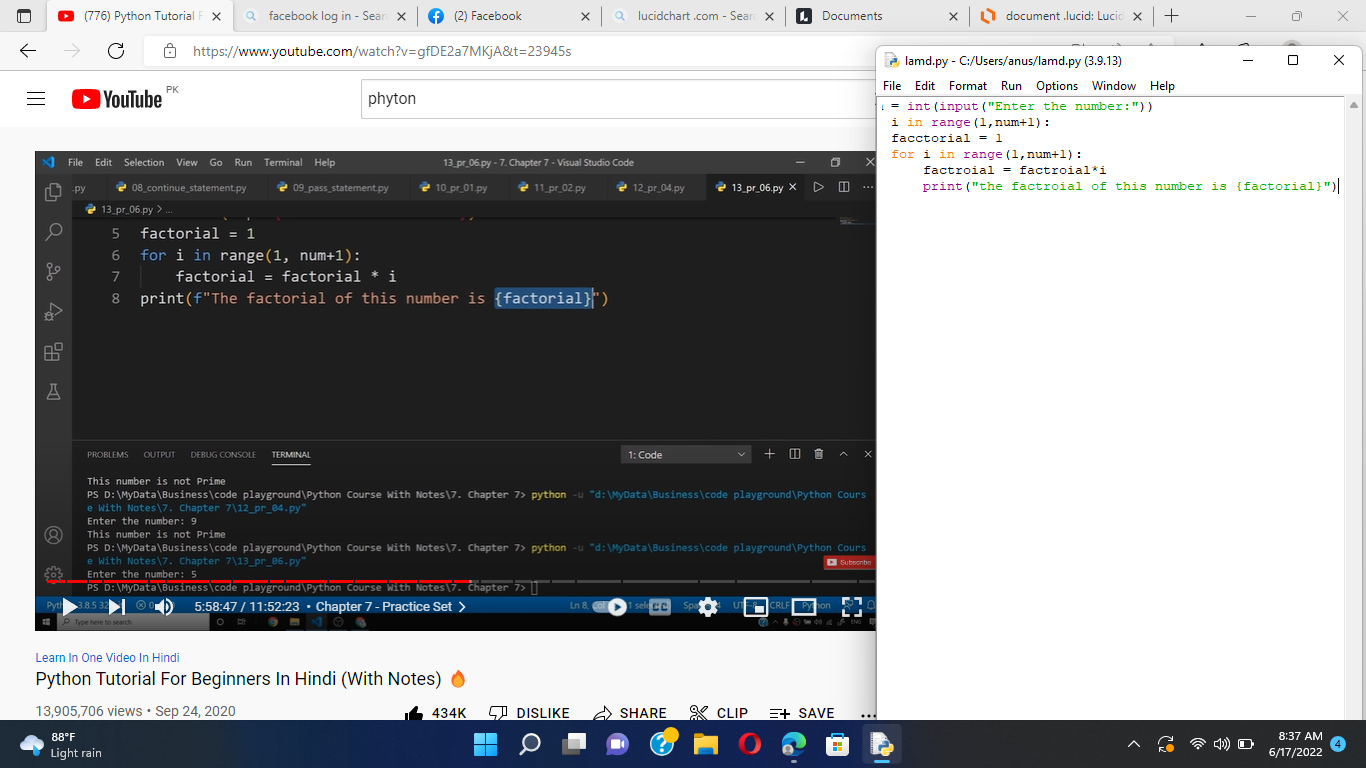 (776) Python Tutorial F
facebook log in - Sear
(2) Facebook
lucidchart .com - Sear
Documents
document .lucid: Lucid
https://www.youtube.com/watch?v=gfDE2a7MKjA&t=23945s
YouTube PK
phyton
File Edit Selection View Go Run Terminal Help 13_pr_06.py - 7. Chapter 7 - Visual Studio Code
.py 08_continue_statement.py 09_pass_statement.py 10_pr_01.py 11_pr_02.py 12_pr_04.py 13_pr_06.py
13_pr_06.py > ...
5 factorial = 1
6 for i in range(1, num+1):
7 factorial = factorial * i
8 print(f"The factorial of this number is {factorial}")
PROBLEMS OUTPUT DEBUG CONSOLE TERMINAL 1: Code
This number is not Prime
PS D:\MyData\Business\code playground\Python Course With Notes\7. Chapter 7> python -u "d:\MyData\Business\code playground\Python Cours
e With Notes\7. Chapter 7\12_pr_04.py"
Enter the number: 9
This number is not Prime
PS D:\MyData\Business\code playground\Python Course With Notes\7. Chapter 7> python -u "d:\MyData\Business\code playground\Python Cours
e With Notes\7. Chapter 7\13_pr_06.py"
Subscribe
Enter the number: 5
PS D:\MyData\Business\code playground\Python Course With Notes\7. Chapter 7>
5:58:47 / 11:52:23 • Chapter 7 - Practice Set
CC
Type here to search
ENG
Learn In One Video In Hindi
Python Tutorial For Beginners In Hindi (With Notes) 🔥
13,905,706 views • Sep 24, 2020
434K DISLIKE SHARE CLIP SAVE
lamd.py - C:/Users/anus/lamd.py (3.9.13)
File Edit Format Run Options Window Help
= int(input("Enter the number:"))
i in range(1,num+1):
facctorial = 1
for i in range(1,num+1):
factroial = factroial*i
print("the factroial of this number is {factorial}")
88°F
Light rain
8:37 AM
6/17/2022
4